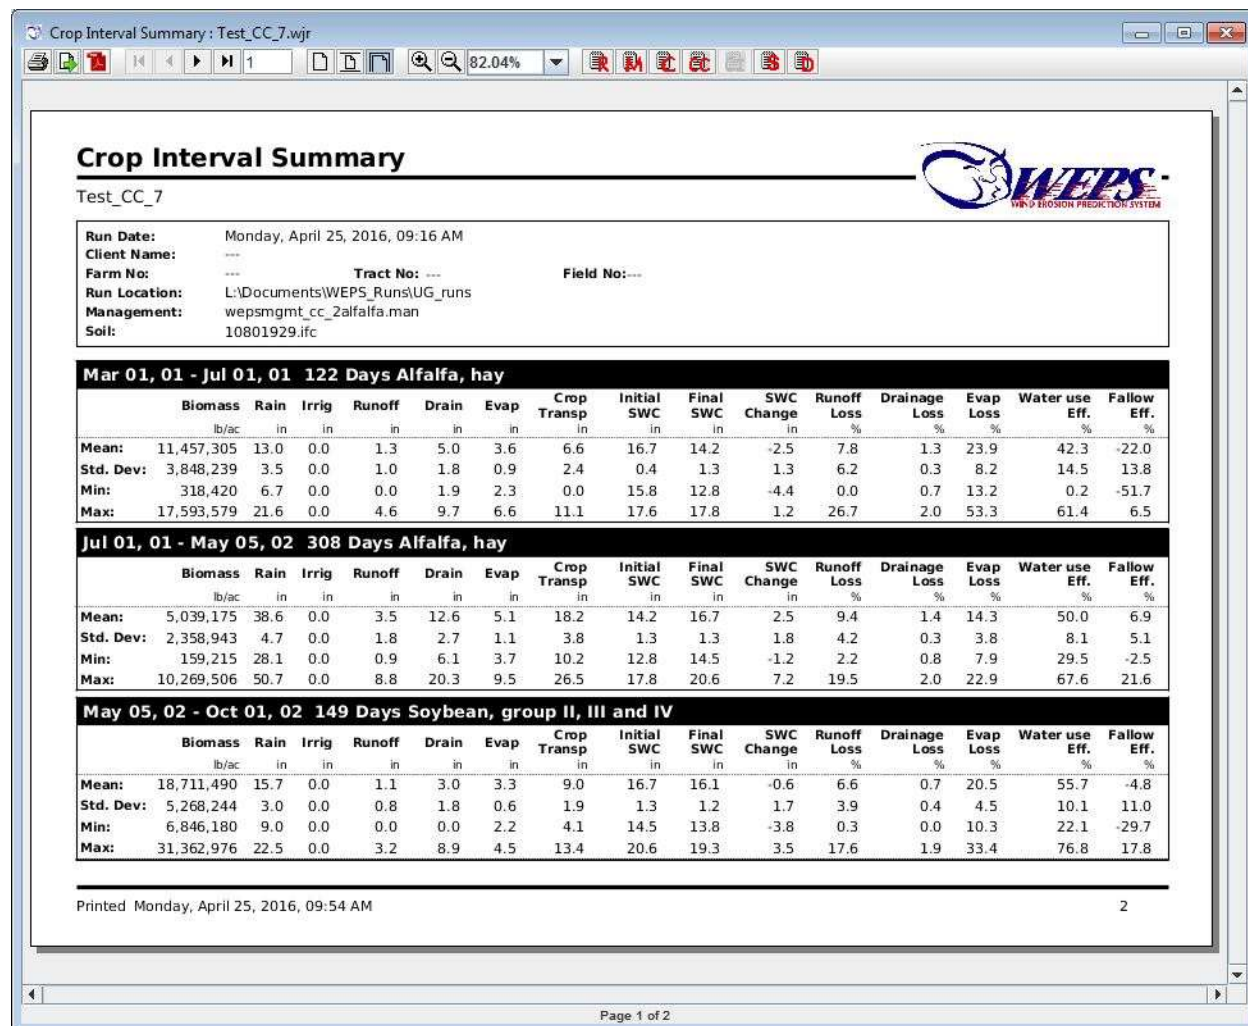 Crop Interval Summary : Test_CC_7.wjr
1 82.04% R M C CC S D
Crop Interval Summary
WEPS
WIND EROSION PREDICTION SYSTEM
Test_CC_7
Run Date: Monday, April 25, 2016, 09:16 AM
Client Name: ---
Farm No: --- Tract No: --- Field No:---
Run Location: L:\Documents\WEPS_Runs\UG_runs
Management: wepsmgmt_cc_2alfalfa.man
Soil: 10801929.ifc
Mar 01, 01 - Jul 01, 01 122 Days Alfalfa, hay
Biomass Rain Irrig Runoff Drain Evap Crop Transp Initial SWC Final SWC SWC Change Runoff Loss Drainage Loss Evap Loss Water use Eff. Fallow Eff.
lb/ac in in in in in in in in in % % % % %
Mean: 11,457,305 13.0 0.0 1.3 5.0 3.6 6.6 16.7 14.2 -2.5 7.8 1.3 23.9 42.3 -22.0
Std. Dev: 3,848,239 3.5 0.0 1.0 1.8 0.9 2.4 0.4 1.3 1.3 6.2 0.3 8.2 14.5 13.8
Min: 318,420 6.7 0.0 0.0 1.9 2.3 0.0 15.8 12.8 -4.4 0.0 0.7 13.2 0.2 -51.7
Max: 17,593,579 21.6 0.0 4.6 9.7 6.6 11.1 17.6 17.8 1.2 26.7 2.0 53.3 61.4 6.5
Jul 01, 01 - May 05, 02 308 Days Alfalfa, hay
Biomass Rain Irrig Runoff Drain Evap Crop Transp Initial SWC Final SWC SWC Change Runoff Loss Drainage Loss Evap Loss Water use Eff. Fallow Eff.
lb/ac in in in in in in in in in % % % % %
Mean: 5,039,175 38.6 0.0 3.5 12.6 5.1 18.2 14.2 16.7 2.5 9.4 1.4 14.3 50.0 6.9
Std. Dev: 2,358,943 4.7 0.0 1.8 2.7 1.1 3.8 1.3 1.3 1.8 4.2 0.3 3.8 8.1 5.1
Min: 159,215 28.1 0.0 0.9 6.1 3.7 10.2 12.8 14.5 -1.2 2.2 0.8 7.9 29.5 -2.5
Max: 10,269,506 50.7 0.0 8.8 20.3 9.5 26.5 17.8 20.6 7.2 19.5 2.0 22.9 67.6 21.6
May 05, 02 - Oct 01, 02 149 Days Soybean, group II, III and IV
Biomass Rain Irrig Runoff Drain Evap Crop Transp Initial SWC Final SWC SWC Change Runoff Loss Drainage Loss Evap Loss Water use Eff. Fallow Eff.
lb/ac in in in in in in in in in % % % % %
Mean: 18,711,490 15.7 0.0 1.1 3.0 3.3 9.0 16.7 16.1 -0.6 6.6 0.7 20.5 55.7 -4.8
Std. Dev: 5,268,244 3.0 0.0 0.8 1.8 0.6 1.9 1.3 1.2 1.7 3.9 0.4 4.5 10.1 11.0
Min: 6,846,180 9.0 0.0 0.0 0.0 2.2 4.1 14.5 13.8 -3.8 0.3 0.0 10.3 22.1 -29.7
Max: 31,362,976 22.5 0.0 3.2 8.9 4.5 13.4 20.6 19.3 3.5 17.6 1.9 33.4 76.8 17.8
Printed Monday, April 25, 2016, 09:54 AM 2
Page 1 of 2